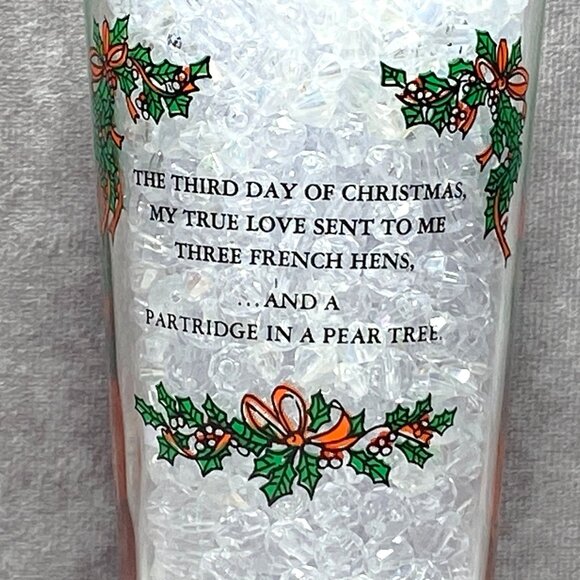 THE THIRD DAY OF CHRISTMAS,
MY TRUE LOVE SENT TO ME
THREE FRENCH HENS,
...AND A
PARTRIDGE IN A PEAR TREE.